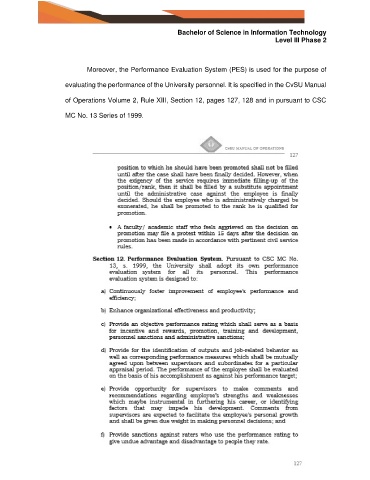 Bachelor of Science in Information Technology
Level III Phase 2
Moreover, the Performance Evaluation System (PES) is used for the purpose of
evaluating the performance of the University personnel. It is specified in the CvSU Manual
of Operations Volume 2, Rule XIII, Section 12, pages 127, 128 and in pursuant to CSC
MC No. 13 Series of 1999.
CVSU MANUAL OF OPERATIONS
127
position to which he should have been promoted shall not be filled
until after the case shall have been finally decided. However, when
the exigency of the service requires immediate filling-up of the
position/rank, then it shall be filled by a substitute appointment
until the administrative case against the employee is finally
decided. Should the employee who is administratively charged be
exonerated, he shall be promoted to the rank he is qualified for
promotion.
• A faculty/ academic staff who feels aggrieved on the decision on
promotion may file a protest within 15 days after the decision on
promotion has been made in accordance with pertinent civil service
rules.
Section 12. Performance Evaluation System. Pursuant to CSC MC No.
13, s. 1999, the University shall adopt its own performance
evaluation system for all its personnel. This performance
evaluation system is designed to:
a) Continuously foster improvement of employee's performance and
efficiency;
b) Enhance organizational effectiveness and productivity;
c) Provide an objective performance rating which shall serve as a basis
for incentive and rewards, promotion, training and development,
personnel sanctions and administrative sanctions;
d) Provide for the identification of outputs and job-related behavior as
well as corresponding performance measures which shall be mutually
agreed upon between supervisors and subordinates for a particular
appraisal period. The performance of the employee shall be evaluated
on the basis of his accomplishment as against his performance target;
e) Provide opportunity for supervisors to make comments and
recommendations regarding employee's strengths and weaknesses
which maybe instrumental in furthering his career, or identifying
factors that may impede his development. Comments from
supervisors are expected to facilitate the employee's personal growth
and shall be given due weight in making personnel decisions; and
f) Provide sanctions against raters who use the performance rating to
give undue advantage and disadvantage to people they rate.
127